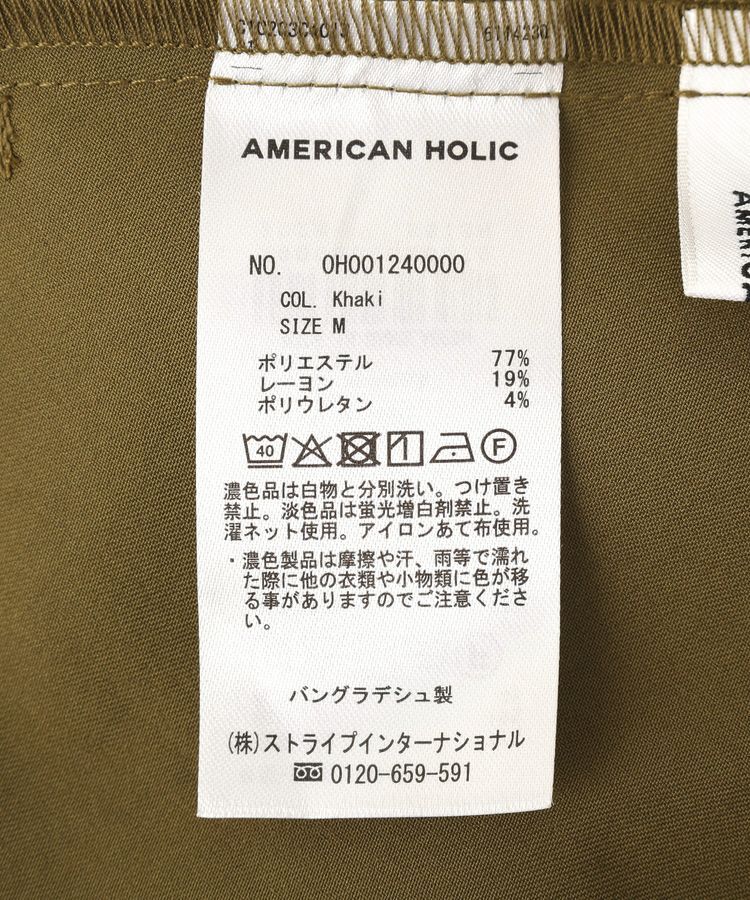 AMERICAN HOLIC
NO. OH001240000
COL. Khaki
SIZE M
ポリエステル 77%
レーヨン 19%
ポリウレタン 4%
40
F
濃色品は白物と分別洗い。つけ置き
禁止。淡色品は蛍光増白剤禁止。洗
濯ネット使用。アイロンあて布使用。
・濃色製品は摩擦や汗、雨等で濡れ
た際に他の衣類や小物類に色が移
る事がありますのでご注意くださ
い。
バングラデシュ製
(株)ストライプインターナショナル
0120-659-591